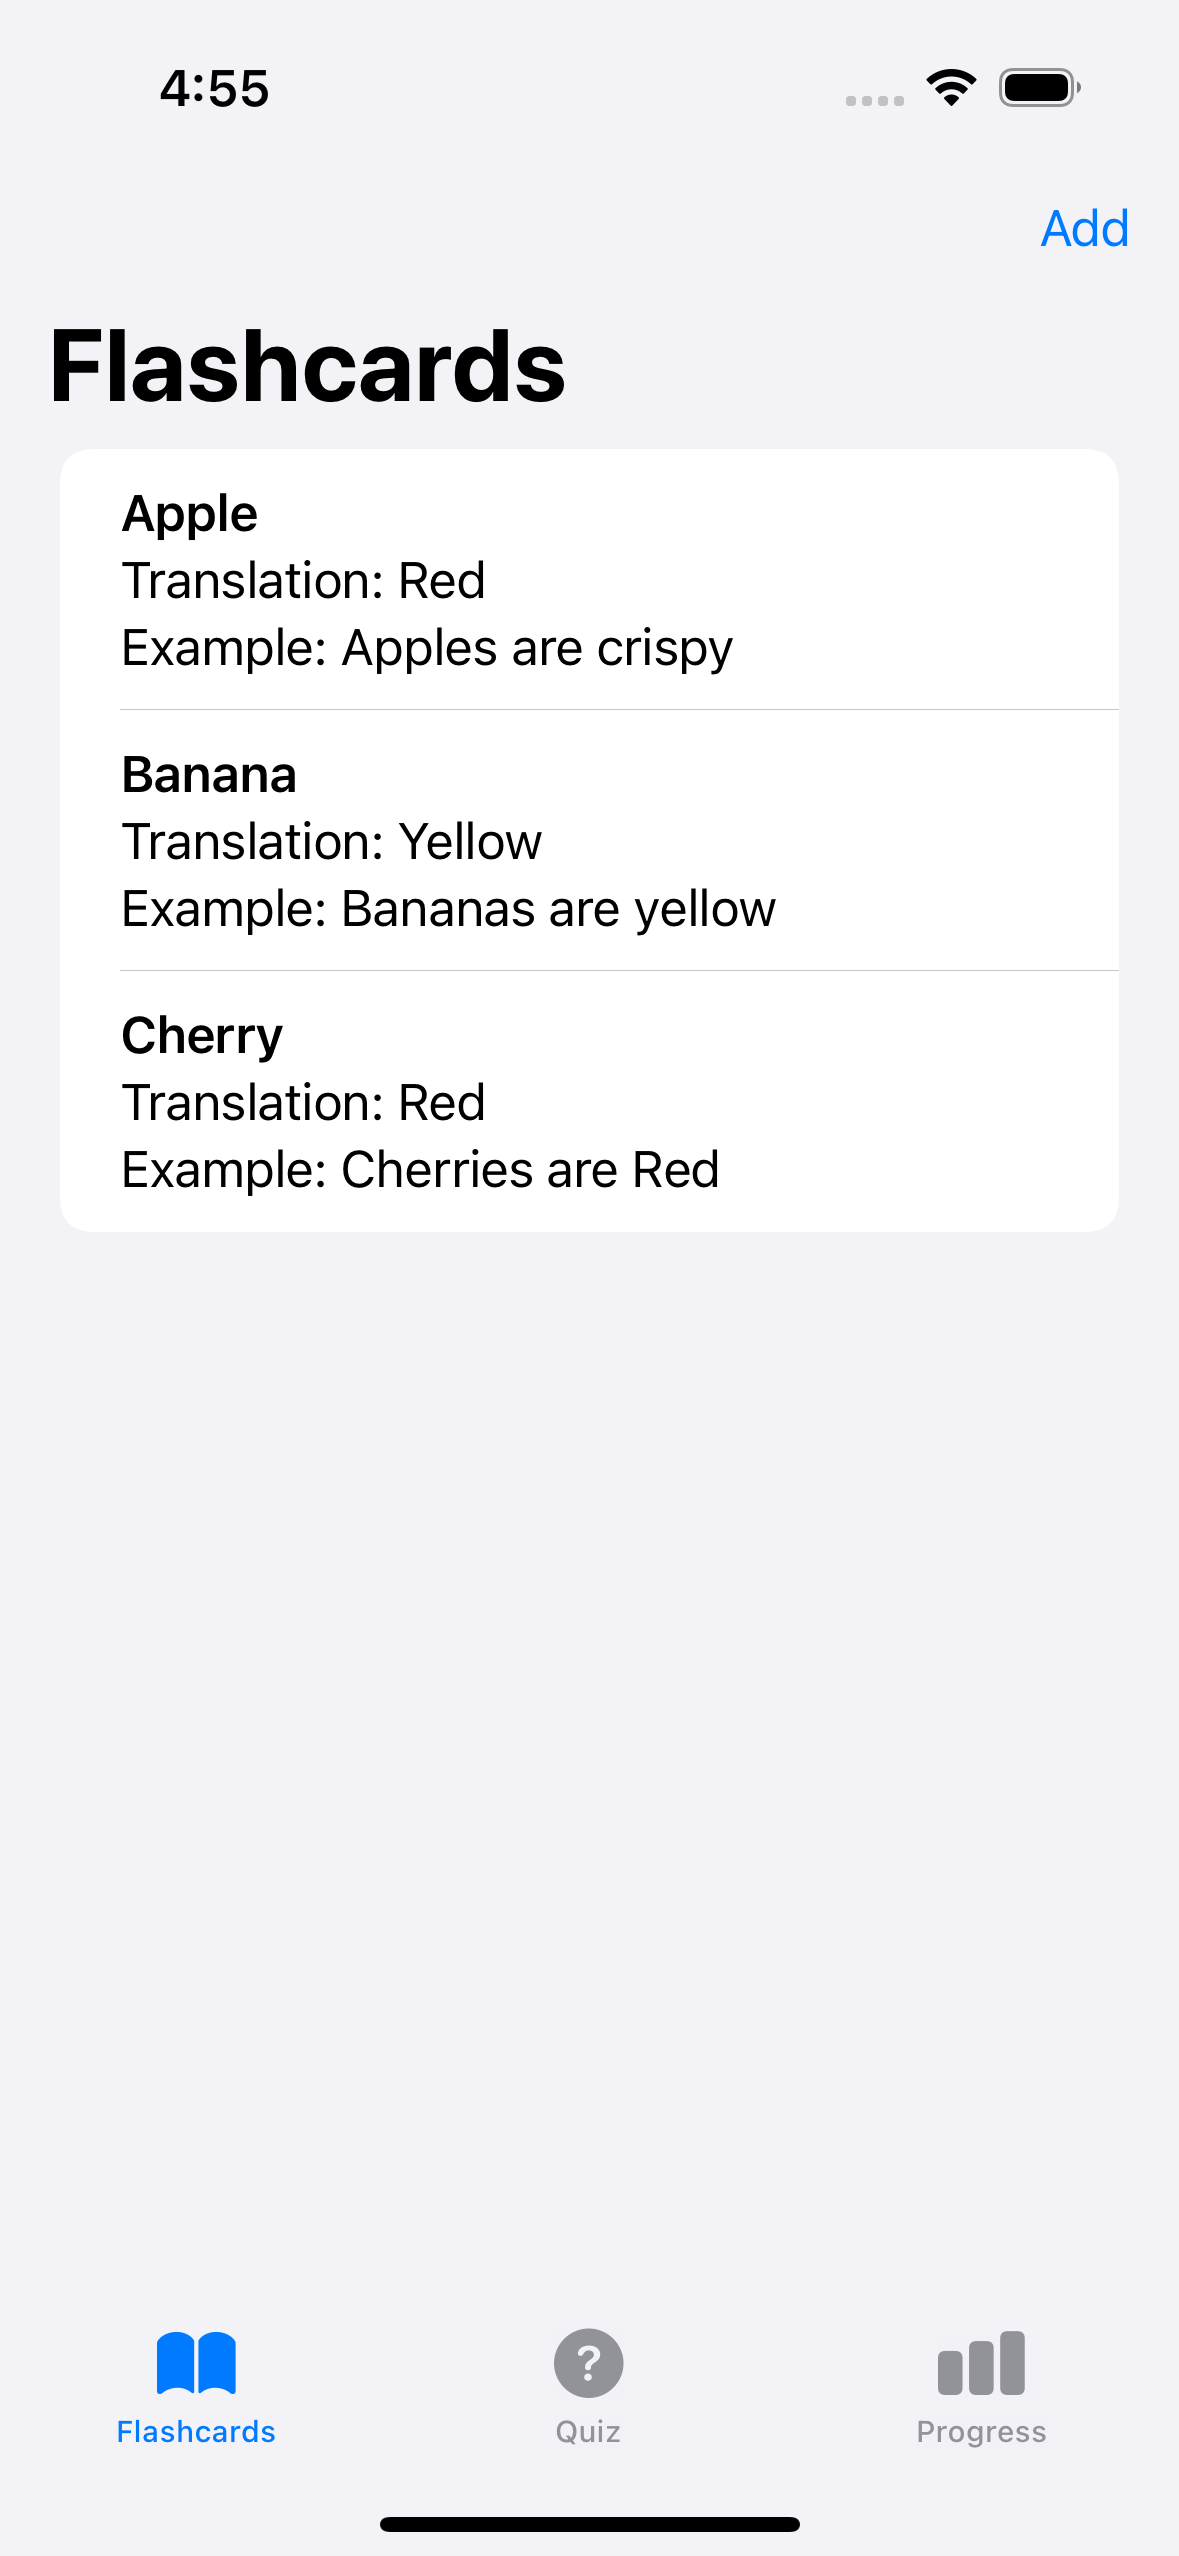 4:55
Add
Flashcards
Apple
Translation: Red
Example: Apples are crispy
Banana
Translation: Yellow
Example: Bananas are yellow
Cherry
Translation: Red
Example: Cherries are Red
?
Flashcards
Quiz
Progress